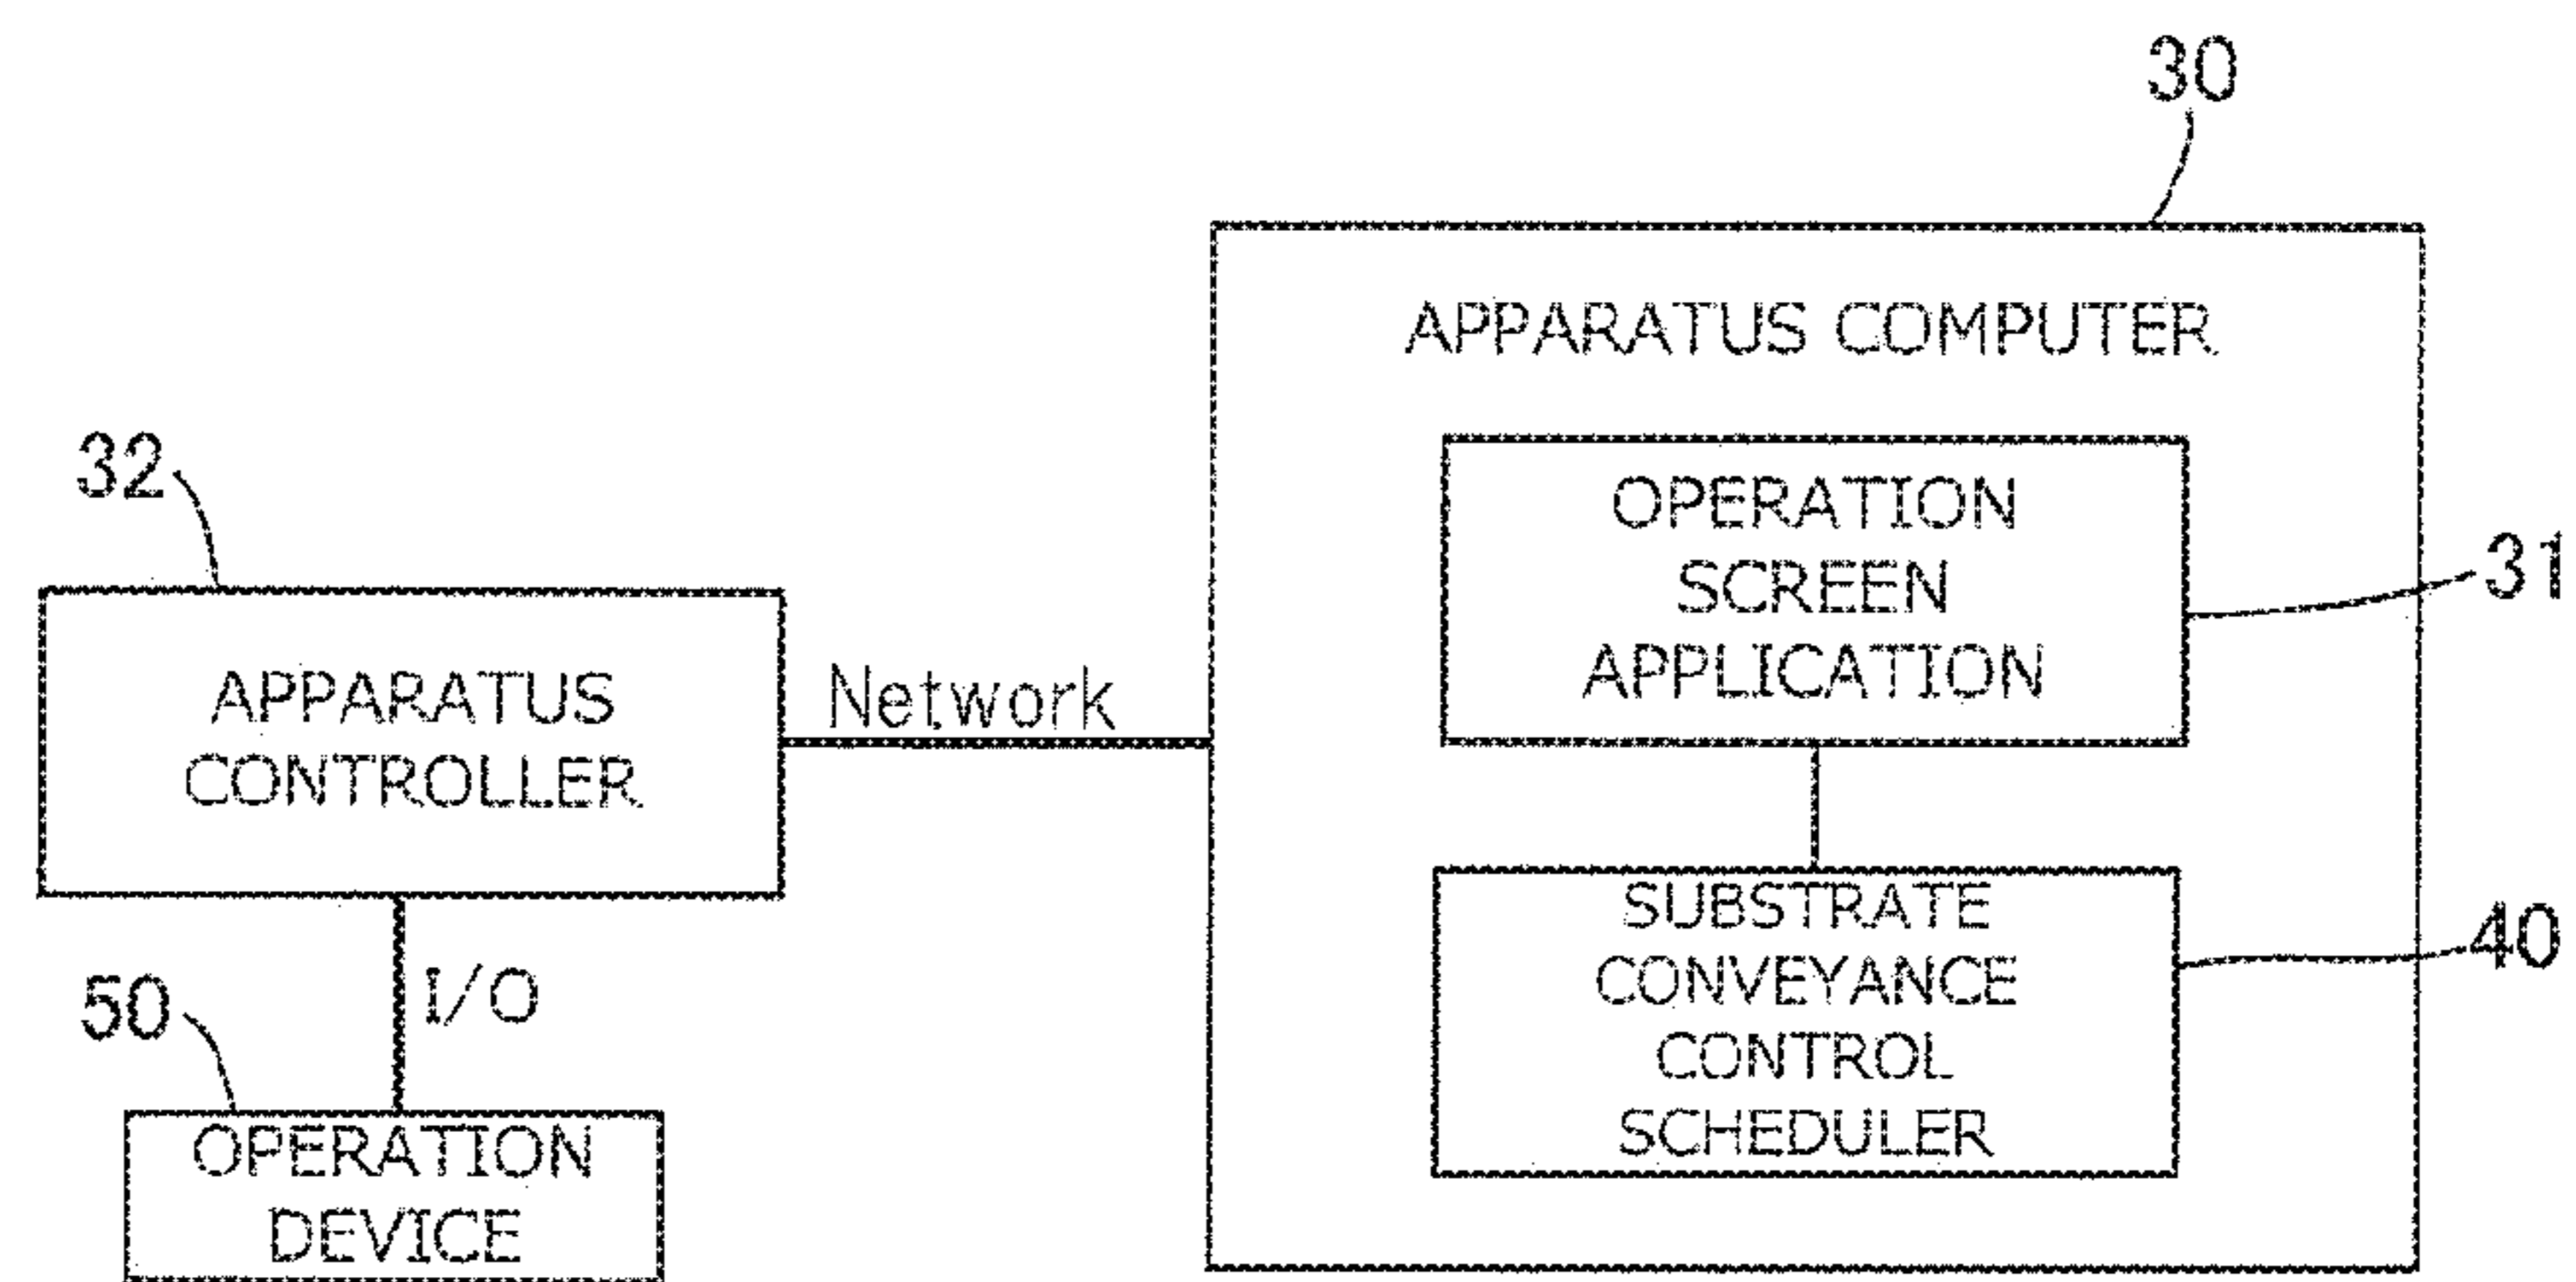 30
APPARATUS COMPUTER
32
OPERATION
SCREEN
APPLICATION
31
APPARATUS
CONTROLLER
Network
SUBSTRATE
CONVEYANCE
CONTROL
SCHEDULER
40
I/O
50
OPERATION
DEVICE